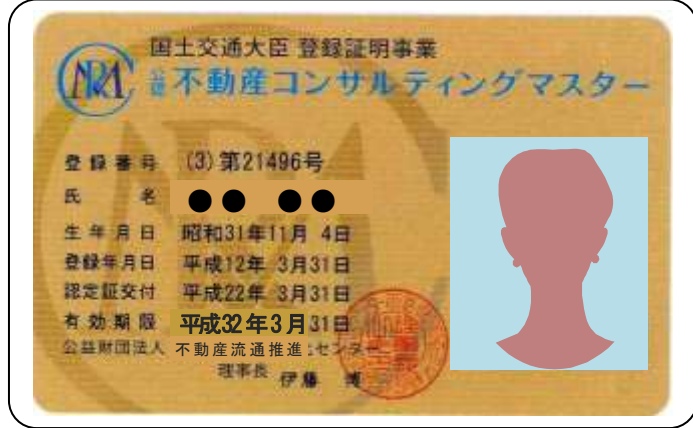 国土交通大臣 登録証明事業
NRA 公認 不動産コンサルティングマスター
登録番号 (3)第21496号
氏 名 ●● ●●
生年月日 昭和31年11月 4日
登録年月日 平成12年 3月31日
認定証交付 平成22年 3月31日
有効期限 平成32年3月31日
公益財団法人 不動産流通推進センター
理事長 伊藤 博